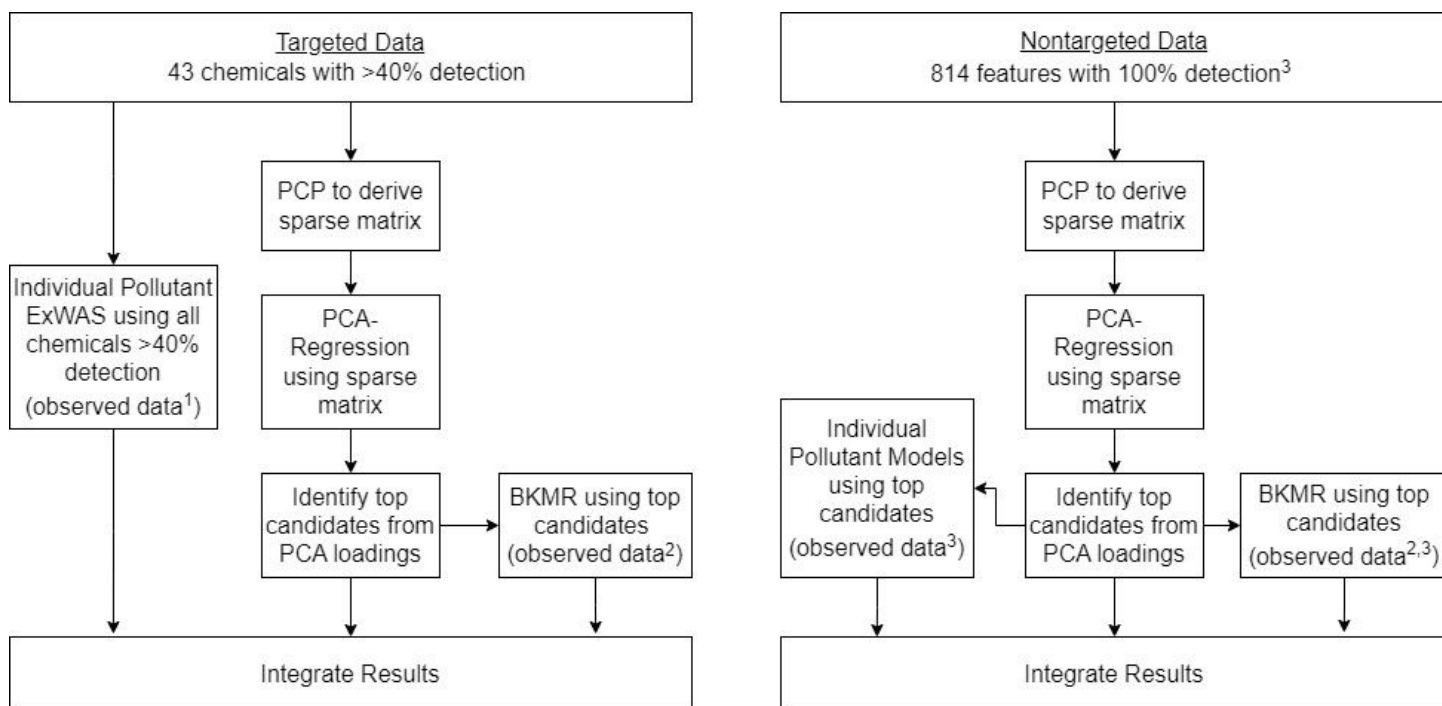 Targeted Data
43 chemicals with >40% detection
PCP to derive
sparse matrix
Individual Pollutant
ExWAS using all
chemicals >40%
detection
(observed data¹)
PCA-
Regression
using sparse
matrix
Identify top
candidates from
PCA loadings
BKMR using top
candidates
(observed data²)
Integrate Results
Nontargeted Data
814 features with 100% detection³
PCP to derive
sparse matrix
PCA-
Regression
using sparse
matrix
Individual
Pollutant Models
using top
candidates
(observed data³)
Identify top
candidates from
PCA loadings
BKMR using top
candidates
(observed data²,³)
Integrate Results